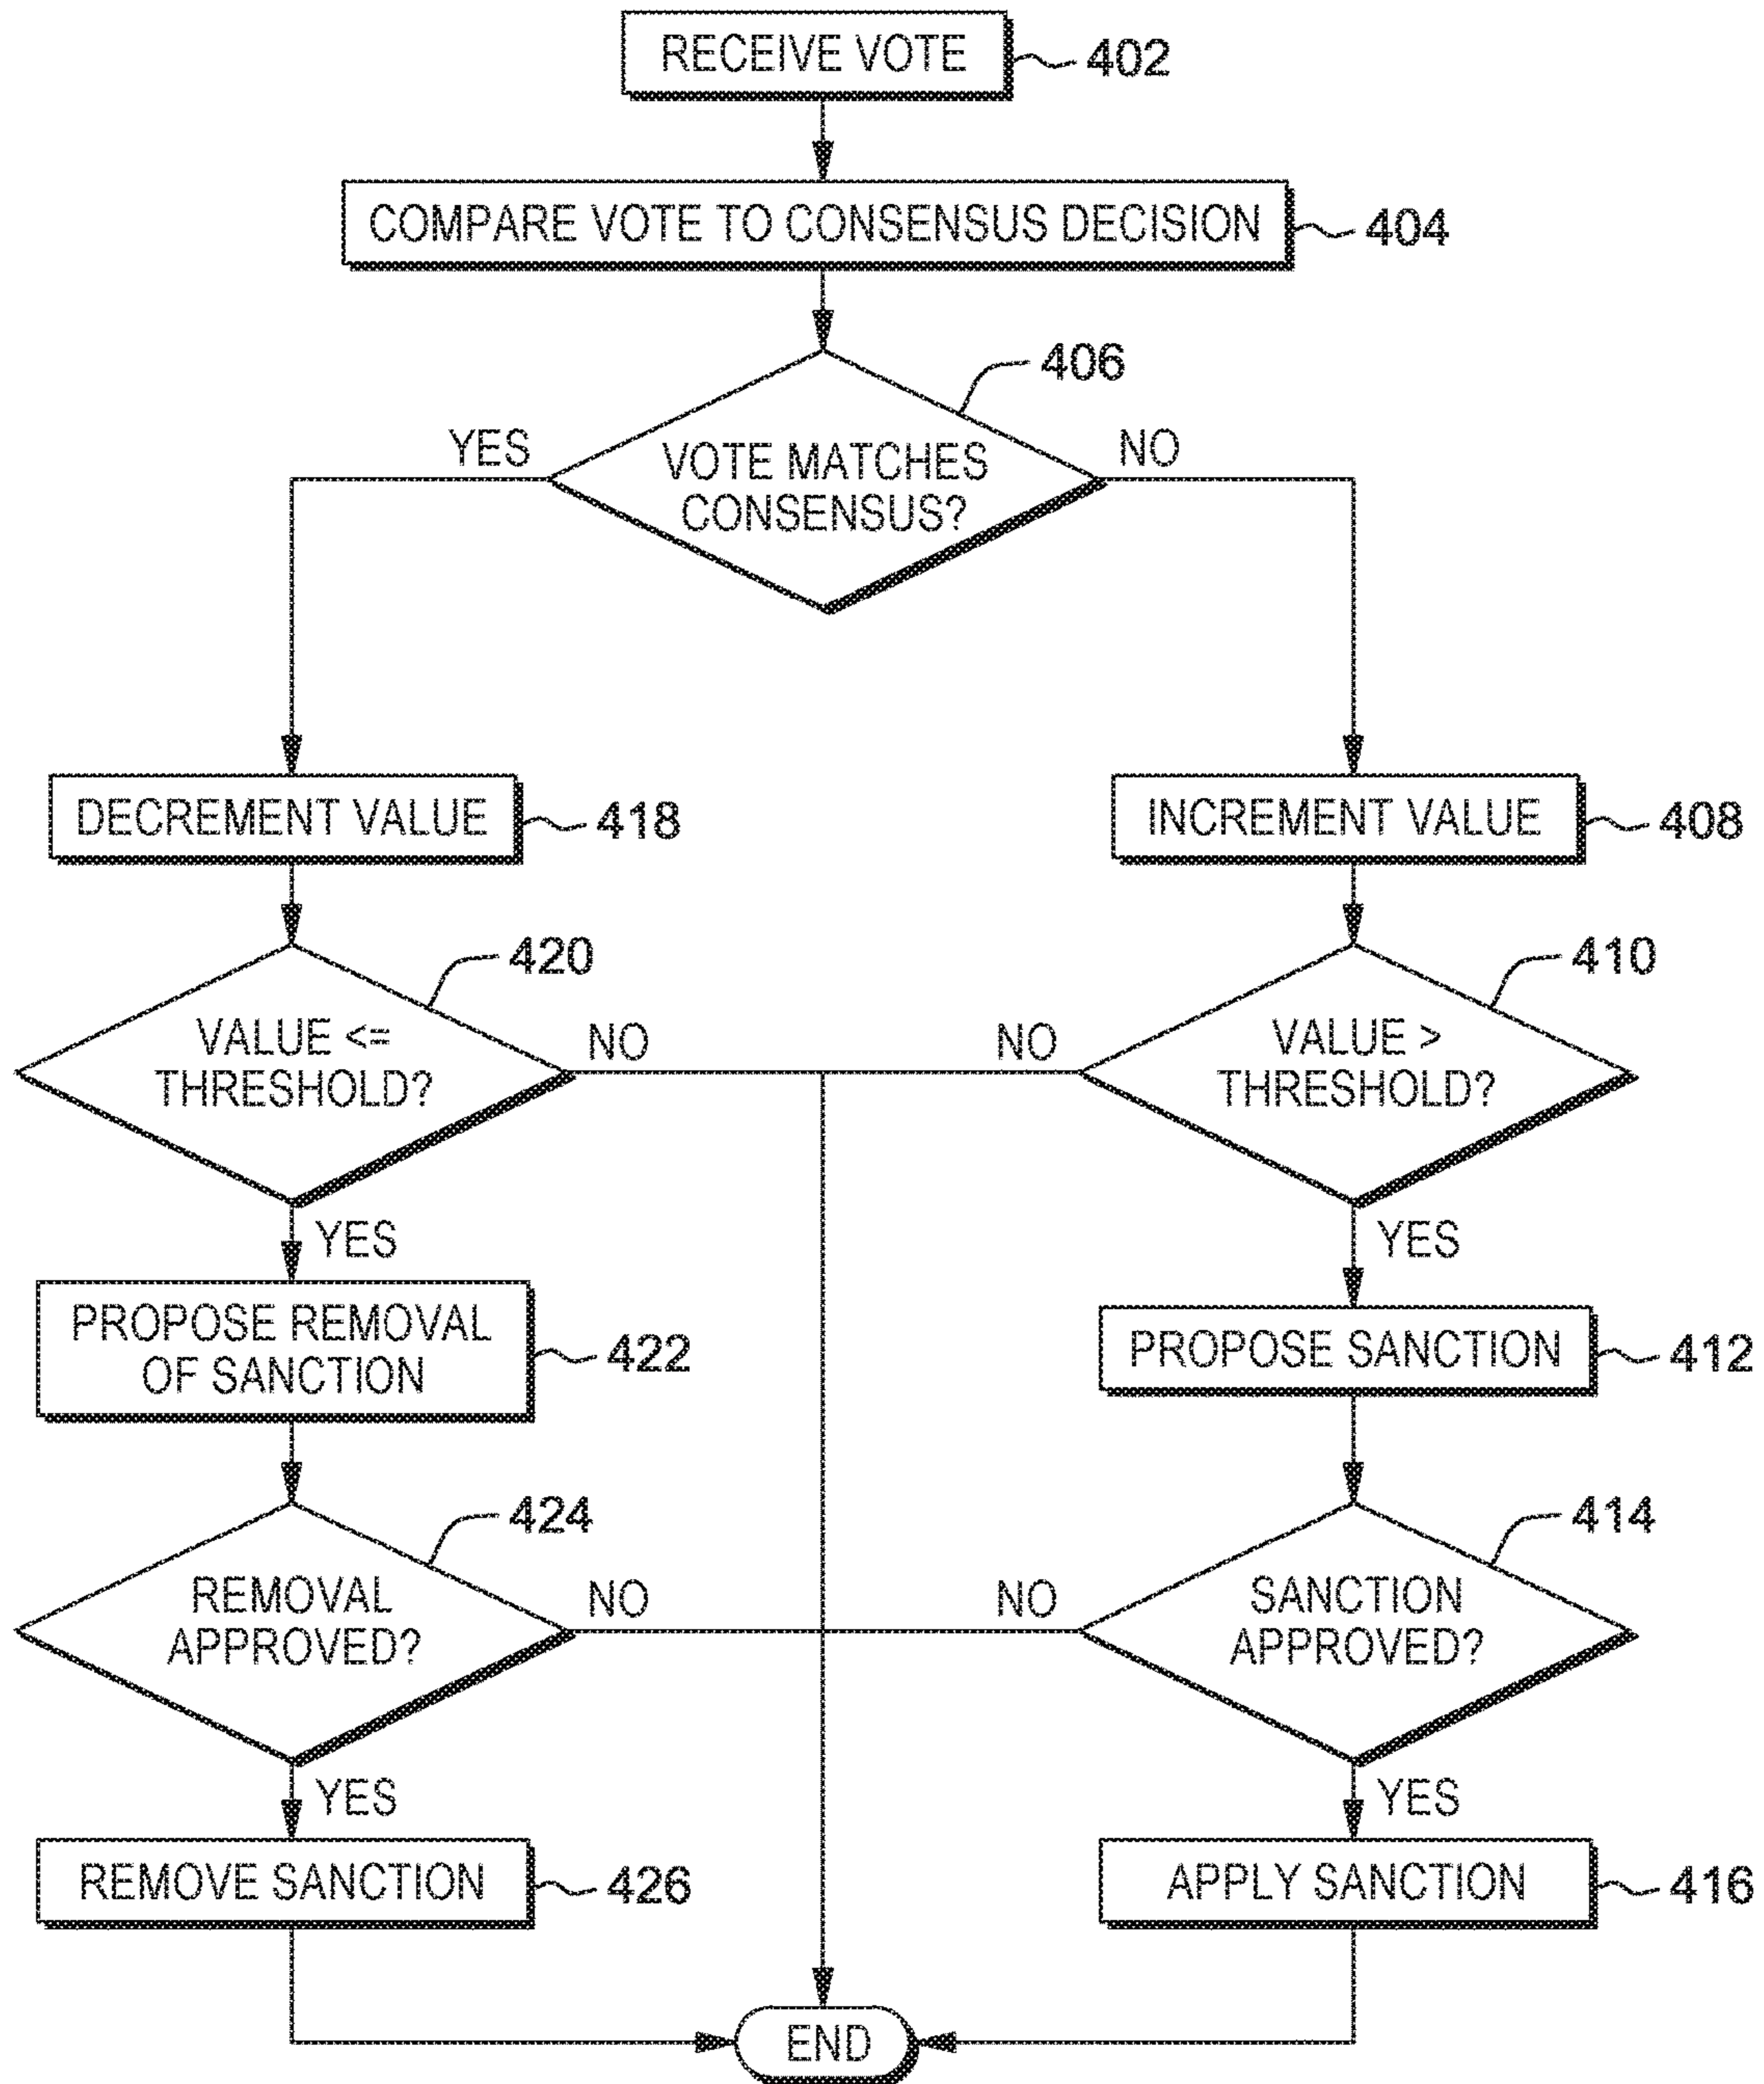 RECEIVE VOTE
402
COMPARE VOTE TO CONSENSUS DECISION
404
406
YES
VOTE MATCHES
CONSENSUS?
NO
DECREMENT VALUE
418
INCREMENT VALUE
408
420
VALUE <=
THRESHOLD?
NO
410
NO
VALUE >
THRESHOLD?
YES
YES
PROPOSE REMOVAL
OF SANCTION
422
PROPOSE SANCTION
412
424
REMOVAL
APPROVED?
NO
414
NO
SANCTION
APPROVED?
YES
YES
REMOVE SANCTION
426
APPLY SANCTION
416
END